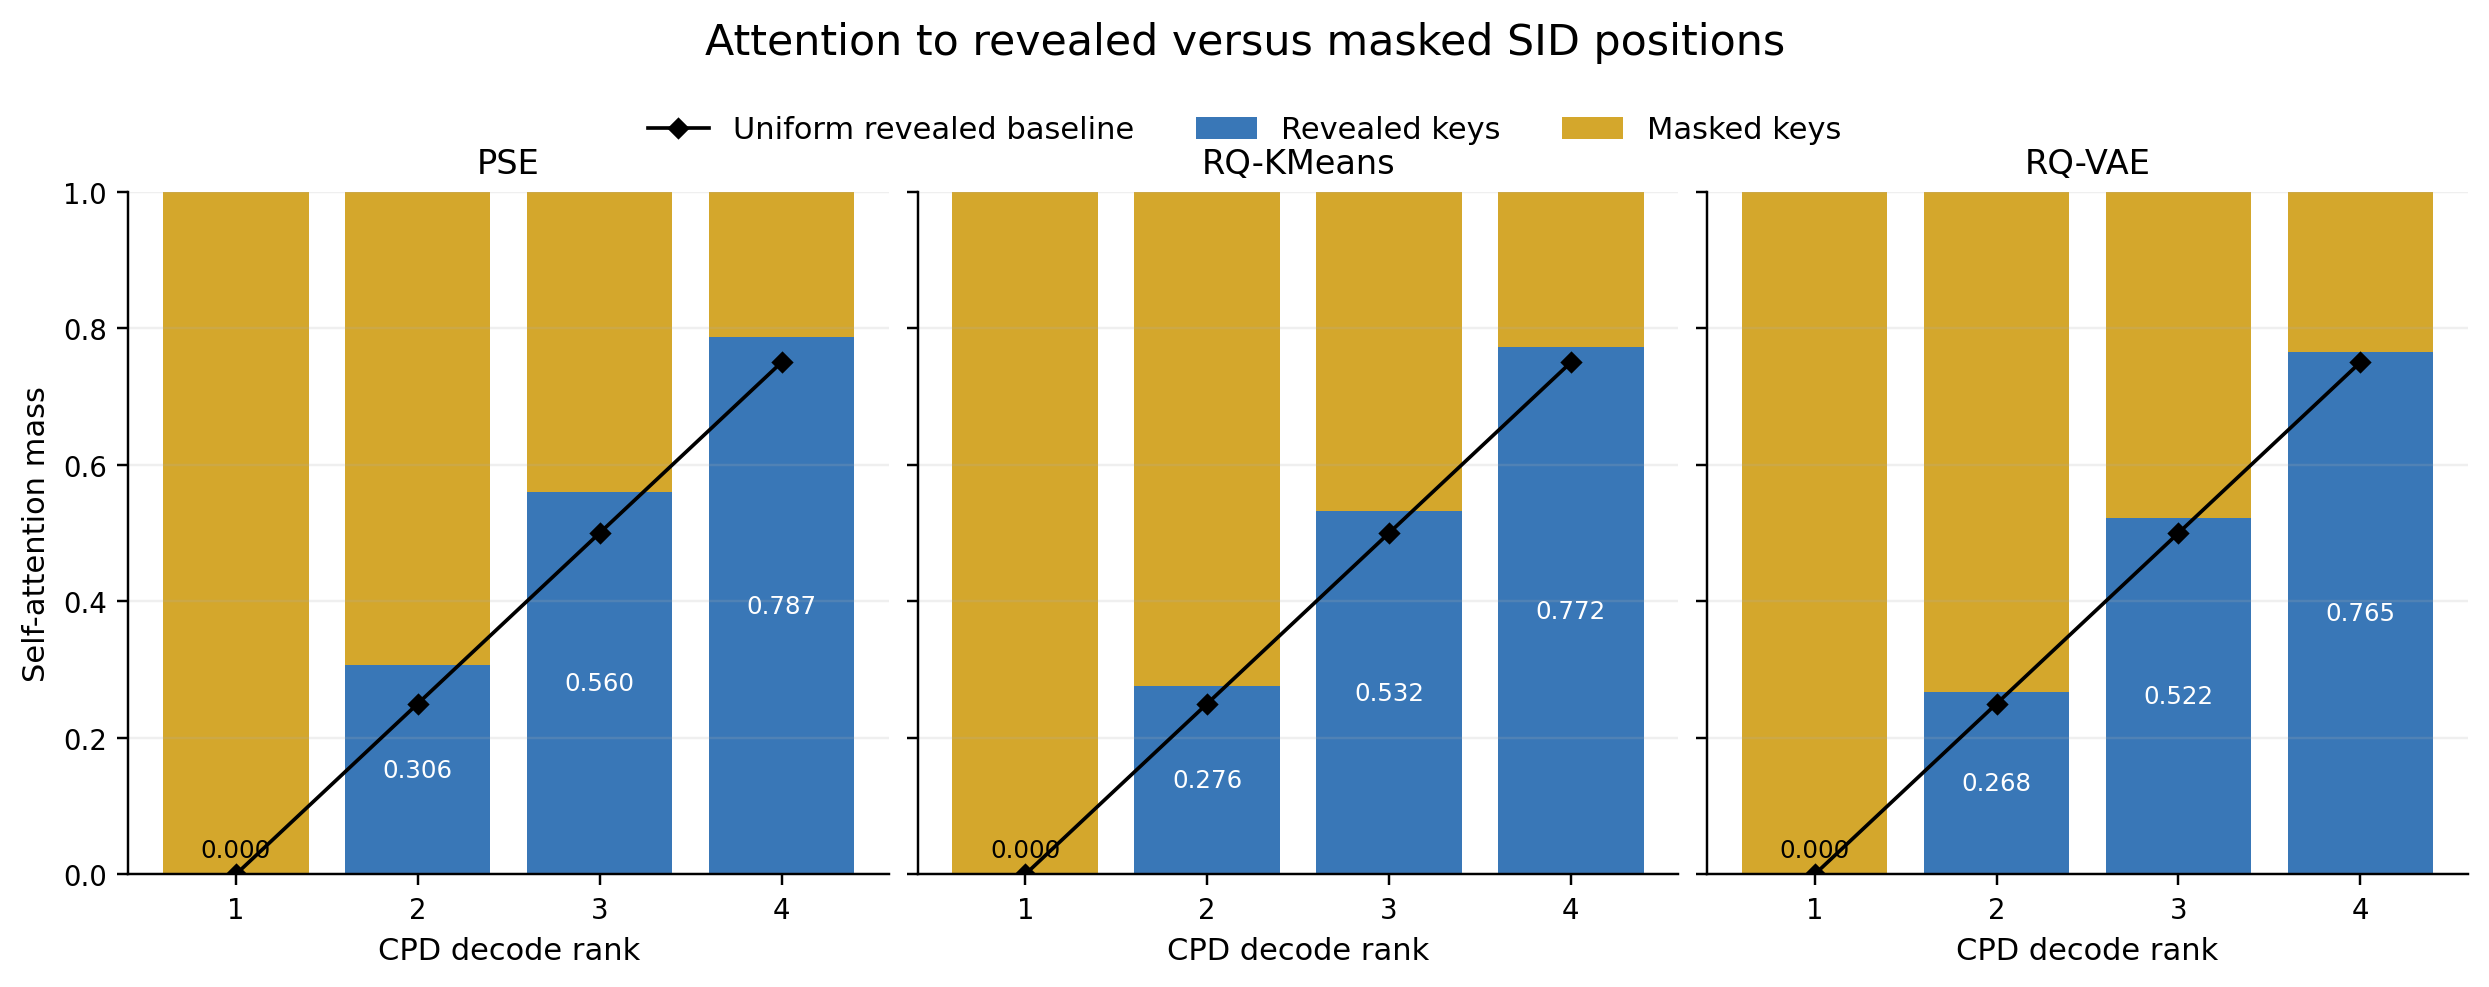 Attention to revealed versus masked SID positions
Uniform revealed baseline Revealed keys Masked keys
PSE RQ-KMeans RQ-VAE
Self-attention mass
1.0
0.8
0.6
0.4
0.2
0.0
0.000 0.306 0.560 0.787
0.000 0.276 0.532 0.772
0.000 0.268 0.522 0.765
1 2 3 4 1 2 3 4 1 2 3 4
CPD decode rank CPD decode rank CPD decode rank